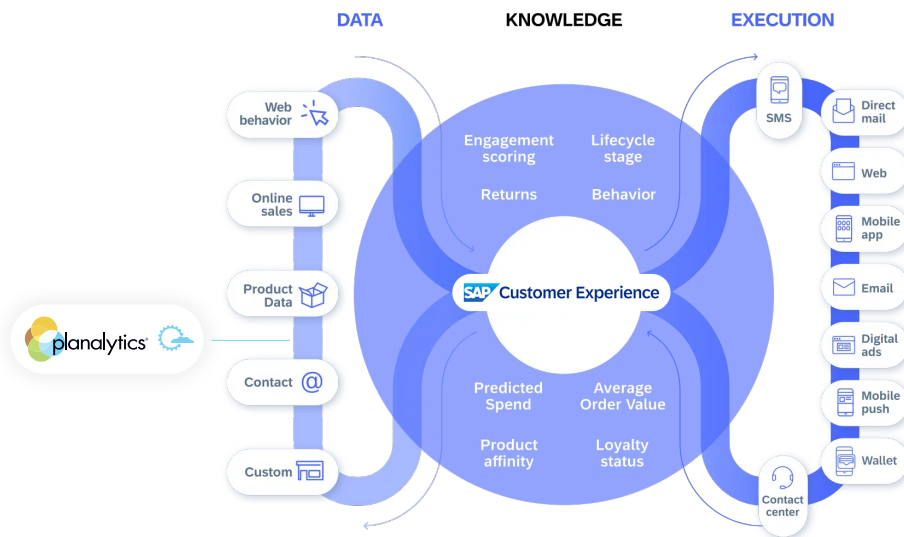 DATA
KNOWLEDGE
EXECUTION
Web
behavior
Online
sales
Product
Data
Contact
@
Custom
planalytics®
Engagement
scoring
Lifecycle
stage
Returns
Behavior
SAP Customer Experience
Predicted
Spend
Average
Order Value
Product
affinity
Loyalty
status
SMS
Direct
mail
Web
Mobile
app
Email
Digital
ads
Mobile
push
Wallet
Contact
center